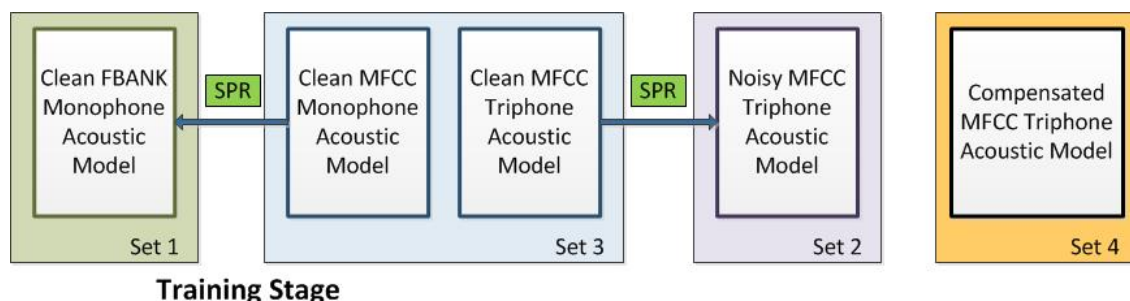 Clean FBANK
Monophone
Acoustic
Model
Set 1
SPR
Clean MFCC
Monophone
Acoustic
Model
Clean MFCC
Triphone
Acoustic
Model
Set 3
SPR
Noisy MFCC
Triphone
Acoustic
Model
Set 2
Compensated
MFCC Triphone
Acoustic Model
Set 4
Training Stage